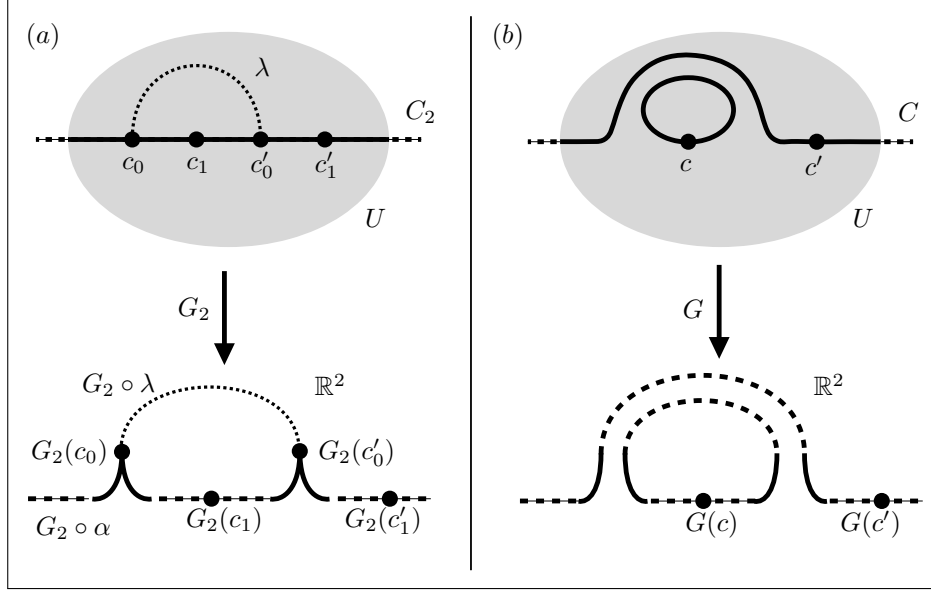 (a)
λ
C₂
c₀ c₁ c′₀ c′₁
U
G₂
G₂ ∘ λ
ℝ²
G₂(c₀)
G₂(c′₀)
G₂ ∘ α
G₂(c₁)
G₂(c′₁)
(b)
C
c
c′
U
G
ℝ²
G(c)
G(c′)